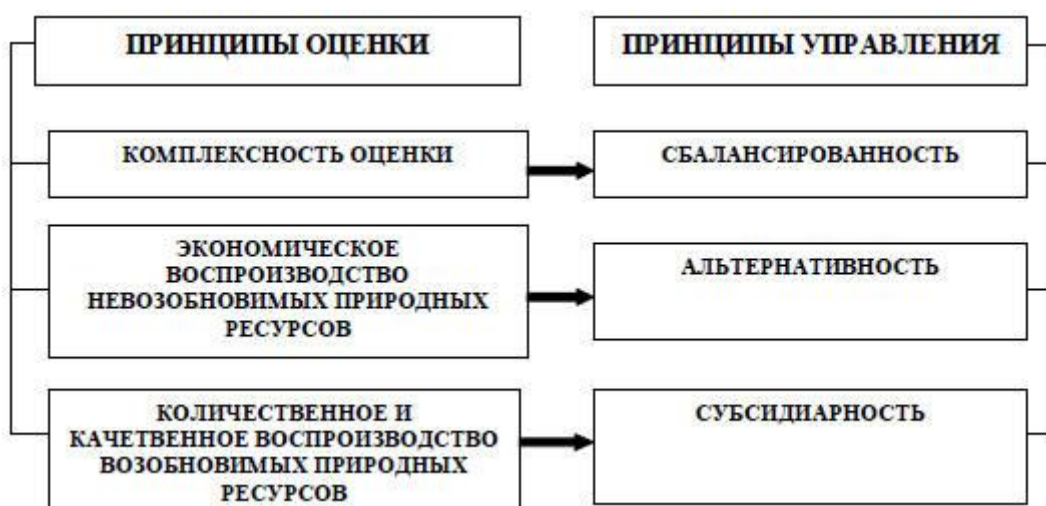 ПРИНЦИПЫ ОЦЕНКИ
ПРИНЦИПЫ УПРАВЛЕНИЯ
КОМПЛЕКСНОСТЬ ОЦЕНКИ
СБАЛАНСИРОВАННОСТЬ
ЭКОНОМИЧЕСКОЕ
ВОСПРОИЗВОДСТВО
НЕВОЗОБНОВИМЫХ ПРИРОДНЫХ
РЕСУРСОВ
АЛЬТЕРНАТИВНОСТЬ
КОЛИЧЕСТВЕННОЕ И
КАЧЕТВЕННОЕ ВОСПРОИЗВОДСТВО
ВОЗОБНОВИМЫХ ПРИРОДНЫХ
РЕСУРСОВ
СУБСИДИАРНОСТЬ